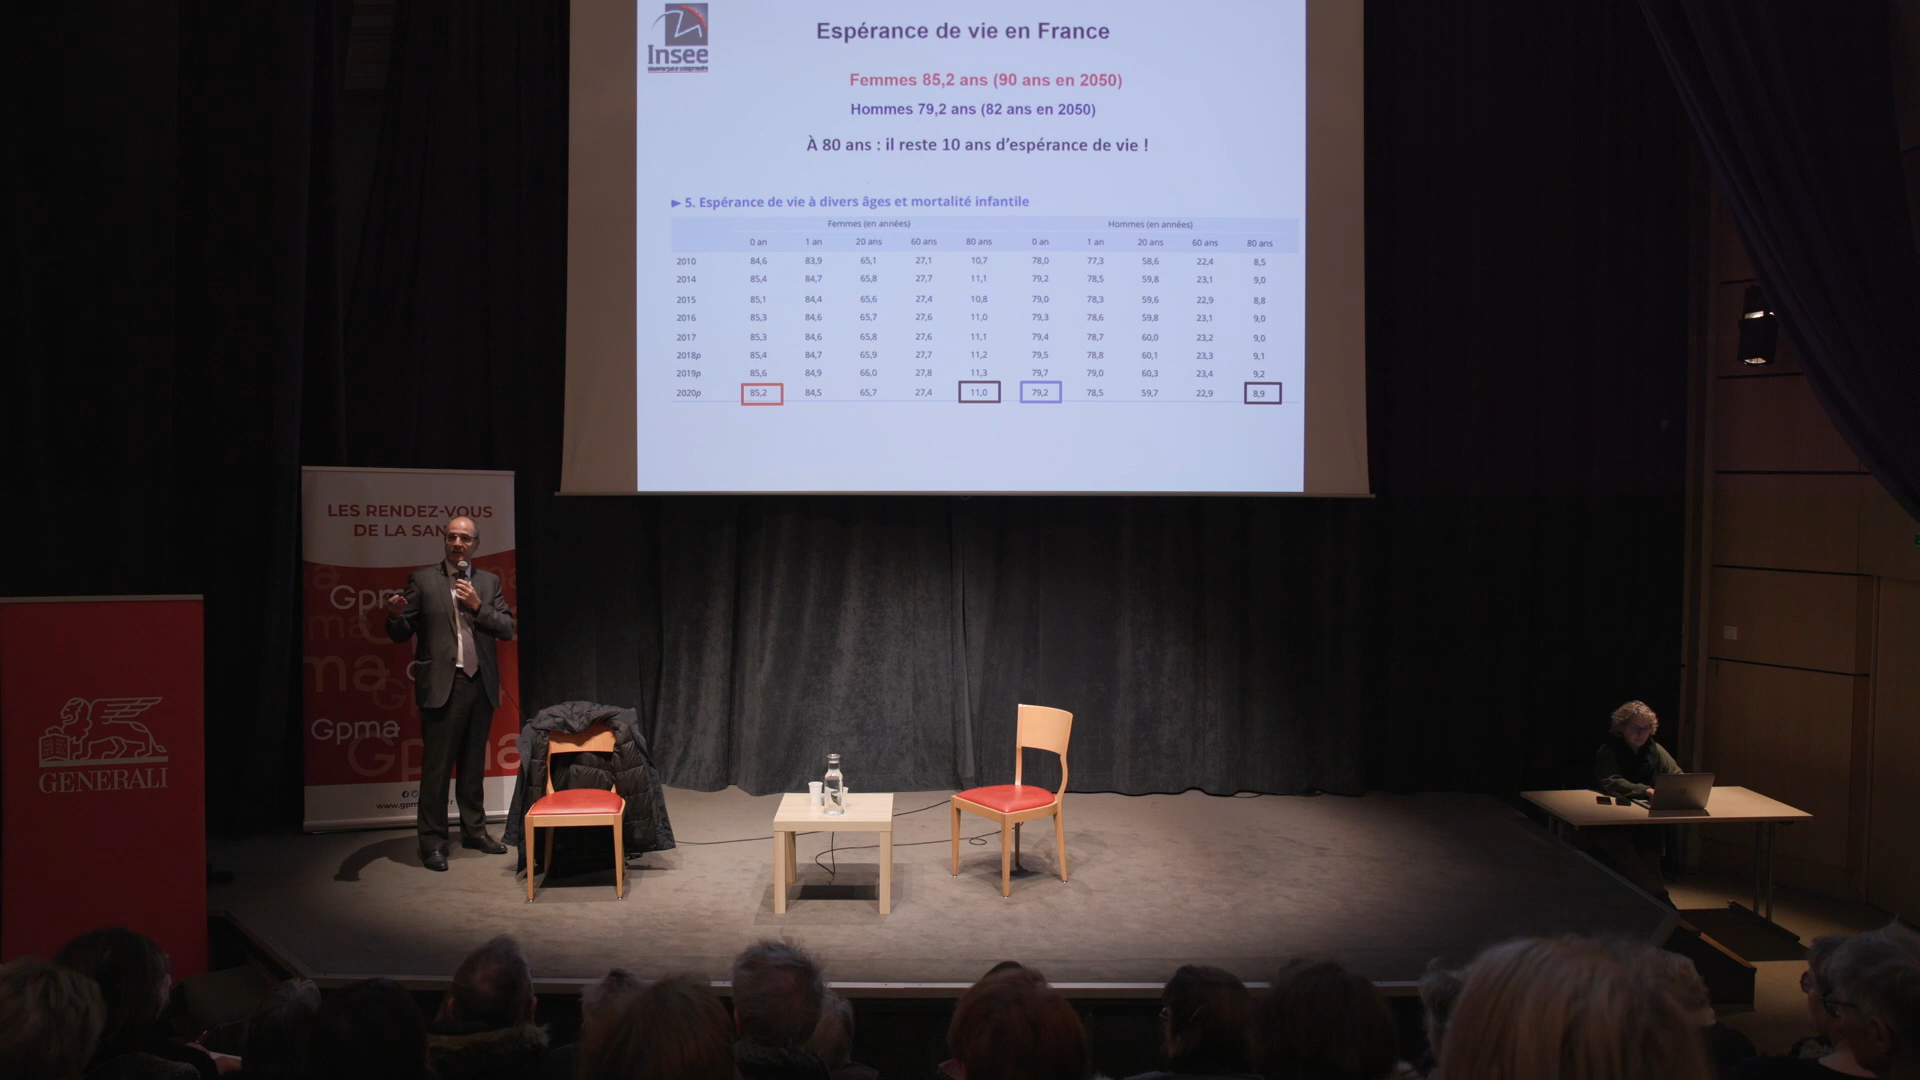 Insee
Espérance de vie en France
Femmes 85,2 ans (90 ans en 2050)
Hommes 79,2 ans (82 ans en 2050)
À 80 ans : il reste 10 ans d'espérance de vie !
► 5. Espérance de vie à divers âges et mortalité infantile
Femmes (en années) Hommes (en années)
0 an 1 an 20 ans 60 ans 80 ans 0 an 1 an 20 ans 60 ans 80 ans
2010 84,6 83,9 65,1 27,1 10,7 78,0 77,3 58,6 22,4 8,5
2014 85,4 84,7 65,8 27,7 11,1 79,2 78,5 59,8 23,1 9,0
2015 85,1 84,4 65,6 27,4 10,8 79,0 78,3 59,6 22,9 8,8
2016 85,3 84,6 65,7 27,6 11,0 79,3 78,6 59,8 23,1 9,0
2017 85,3 84,6 65,8 27,6 11,1 79,4 78,7 60,0 23,2 9,0
2018p 85,4 84,7 65,9 27,7 11,2 79,5 78,8 60,1 23,3 9,1
2019p 85,6 84,9 66,0 27,8 11,3 79,7 79,0 60,3 23,4 9,2
2020p 85,2 84,5 65,7 27,4 11,0 79,2 78,5 59,7 22,9 8,9
LES RENDEZ-VOUS
DE LA SAN
Gpm
Gpma
Gpma
www.gpm
GENERALI